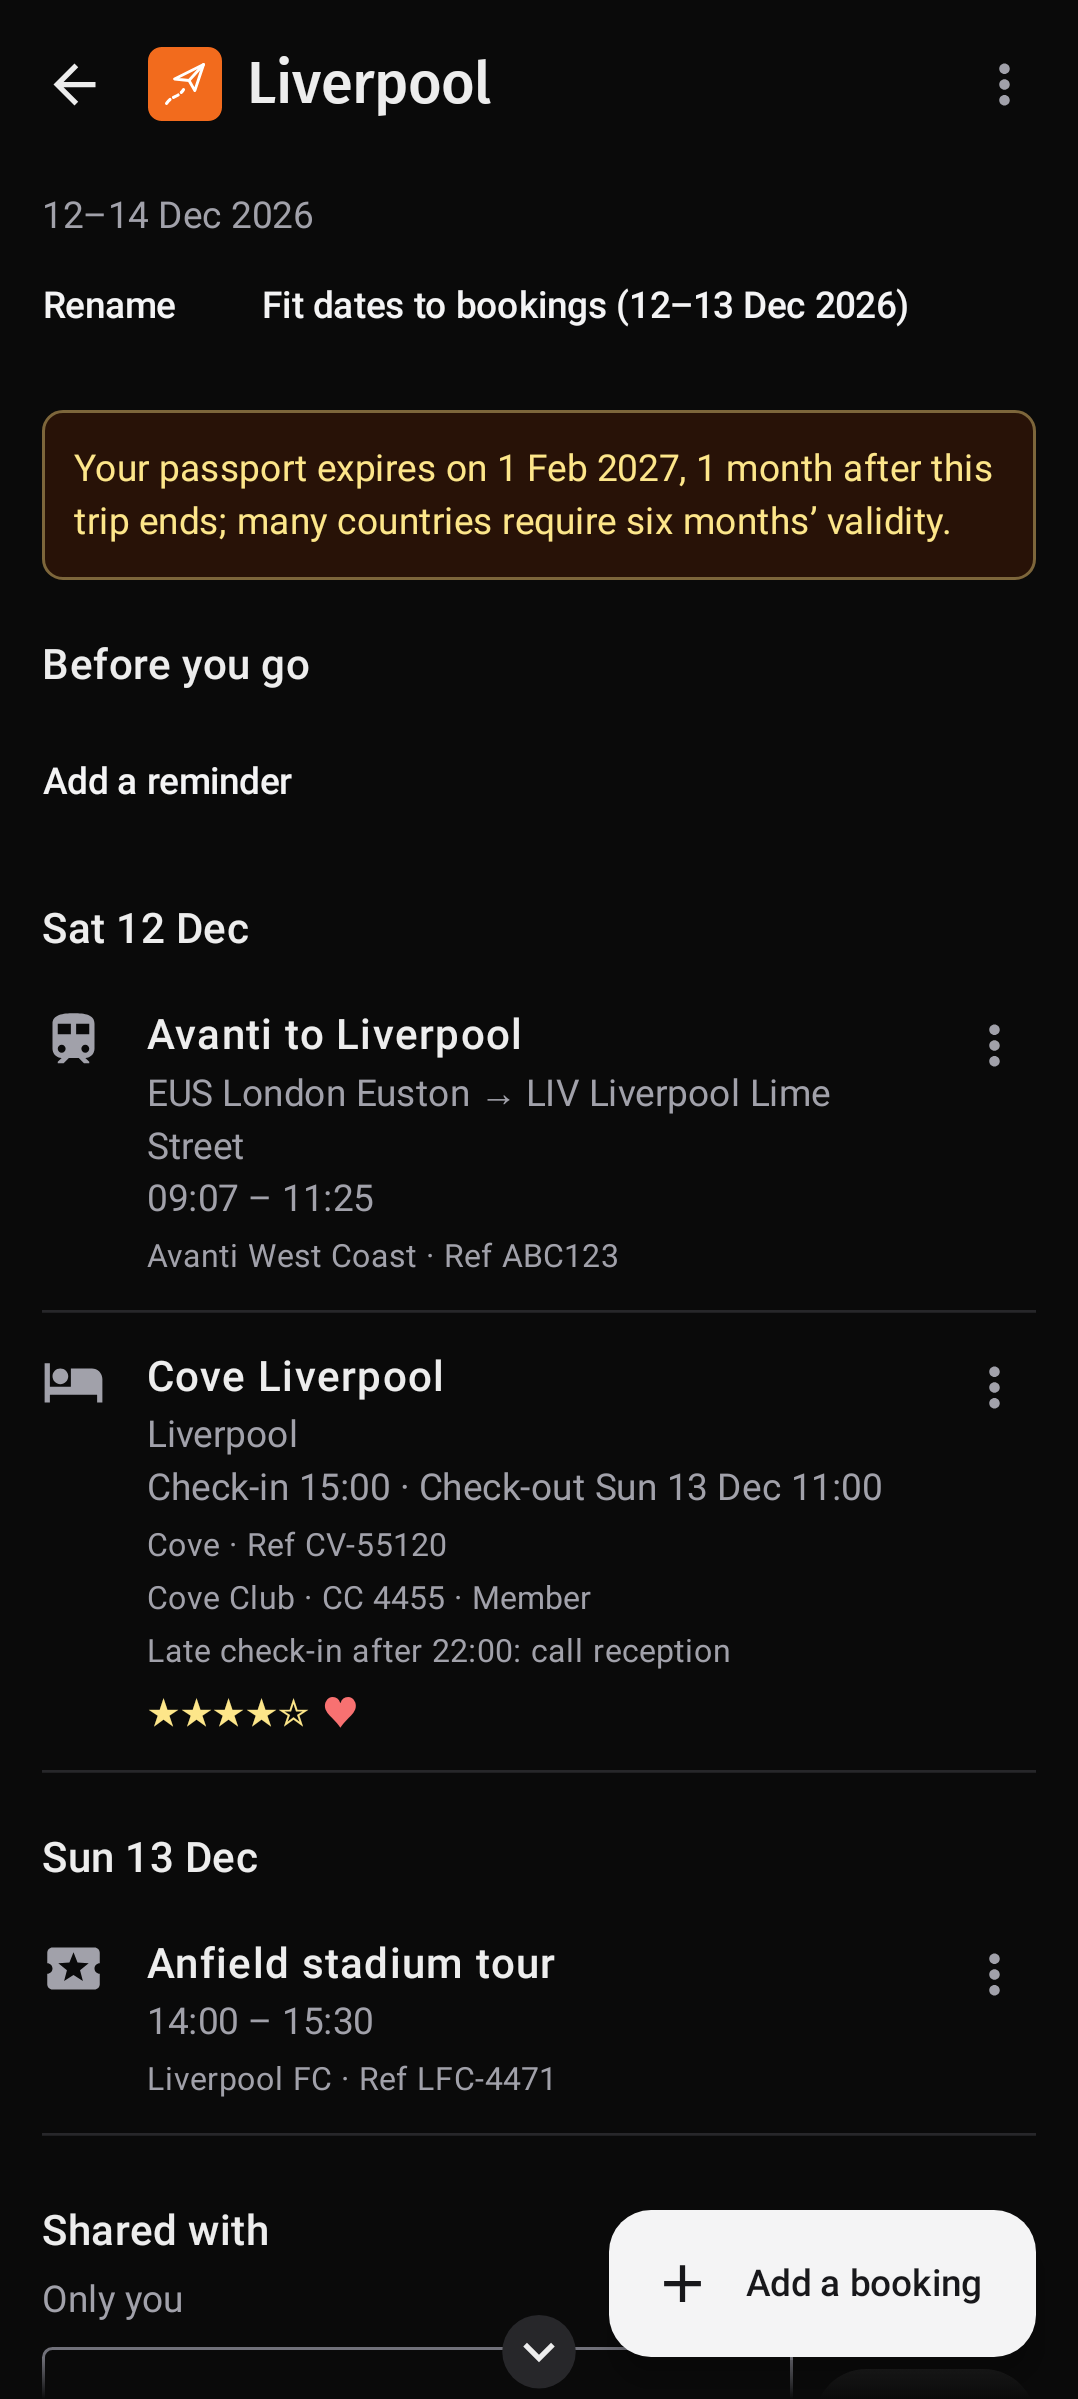 Liverpool
12–14 Dec 2026
Rename
Fit dates to bookings (12–13 Dec 2026)
Your passport expires on 1 Feb 2027, 1 month after this
trip ends; many countries require six months’ validity.
Before you go
Add a reminder
Sat 12 Dec
Avanti to Liverpool
EUS London Euston → LIV Liverpool Lime
Street
09:07 – 11:25
Avanti West Coast · Ref ABC123
Cove Liverpool
Liverpool
Check-in 15:00 · Check-out Sun 13 Dec 11:00
Cove · Ref CV-55120
Cove Club · CC 4455 · Member
Late check-in after 22:00: call reception
★★★★☆ ♥
Sun 13 Dec
Anfield stadium tour
14:00 – 15:30
Liverpool FC · Ref LFC-4471
Shared with
Only you
Add a booking